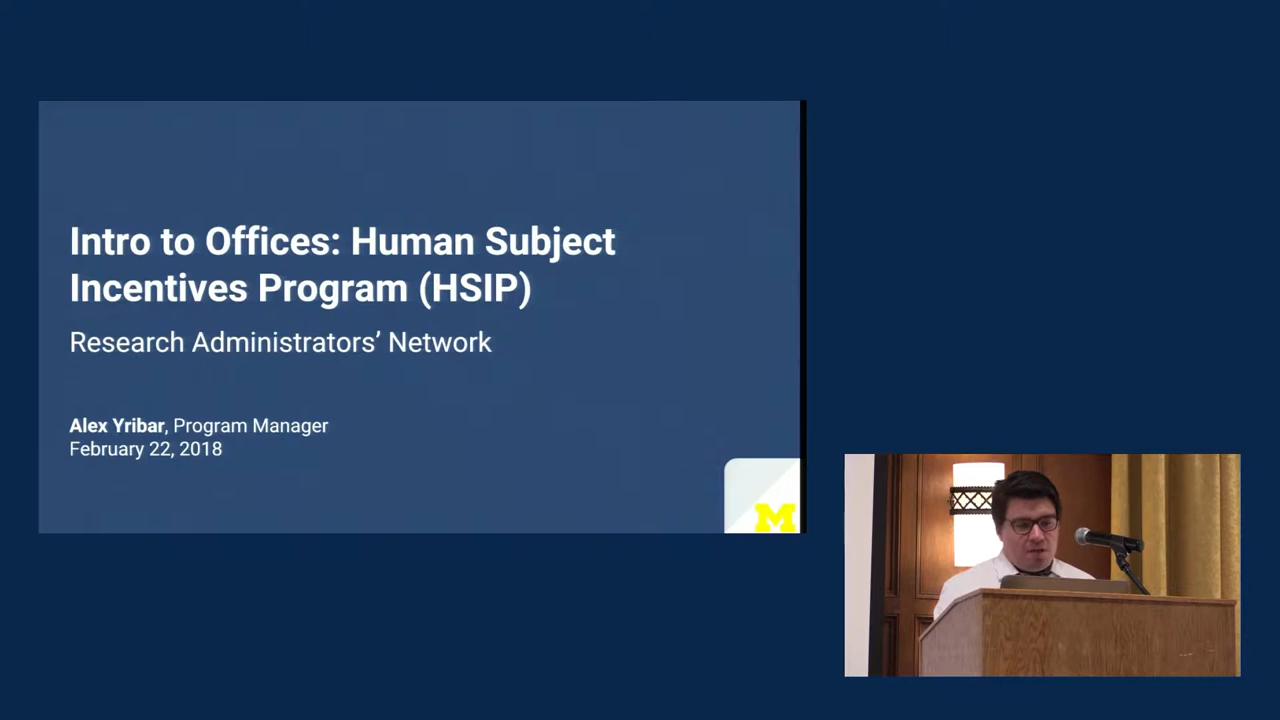 Intro to Offices: Human Subject
Incentives Program (HSIP)
Research Administrators’ Network
Alex Yribar, Program Manager
February 22, 2018
M